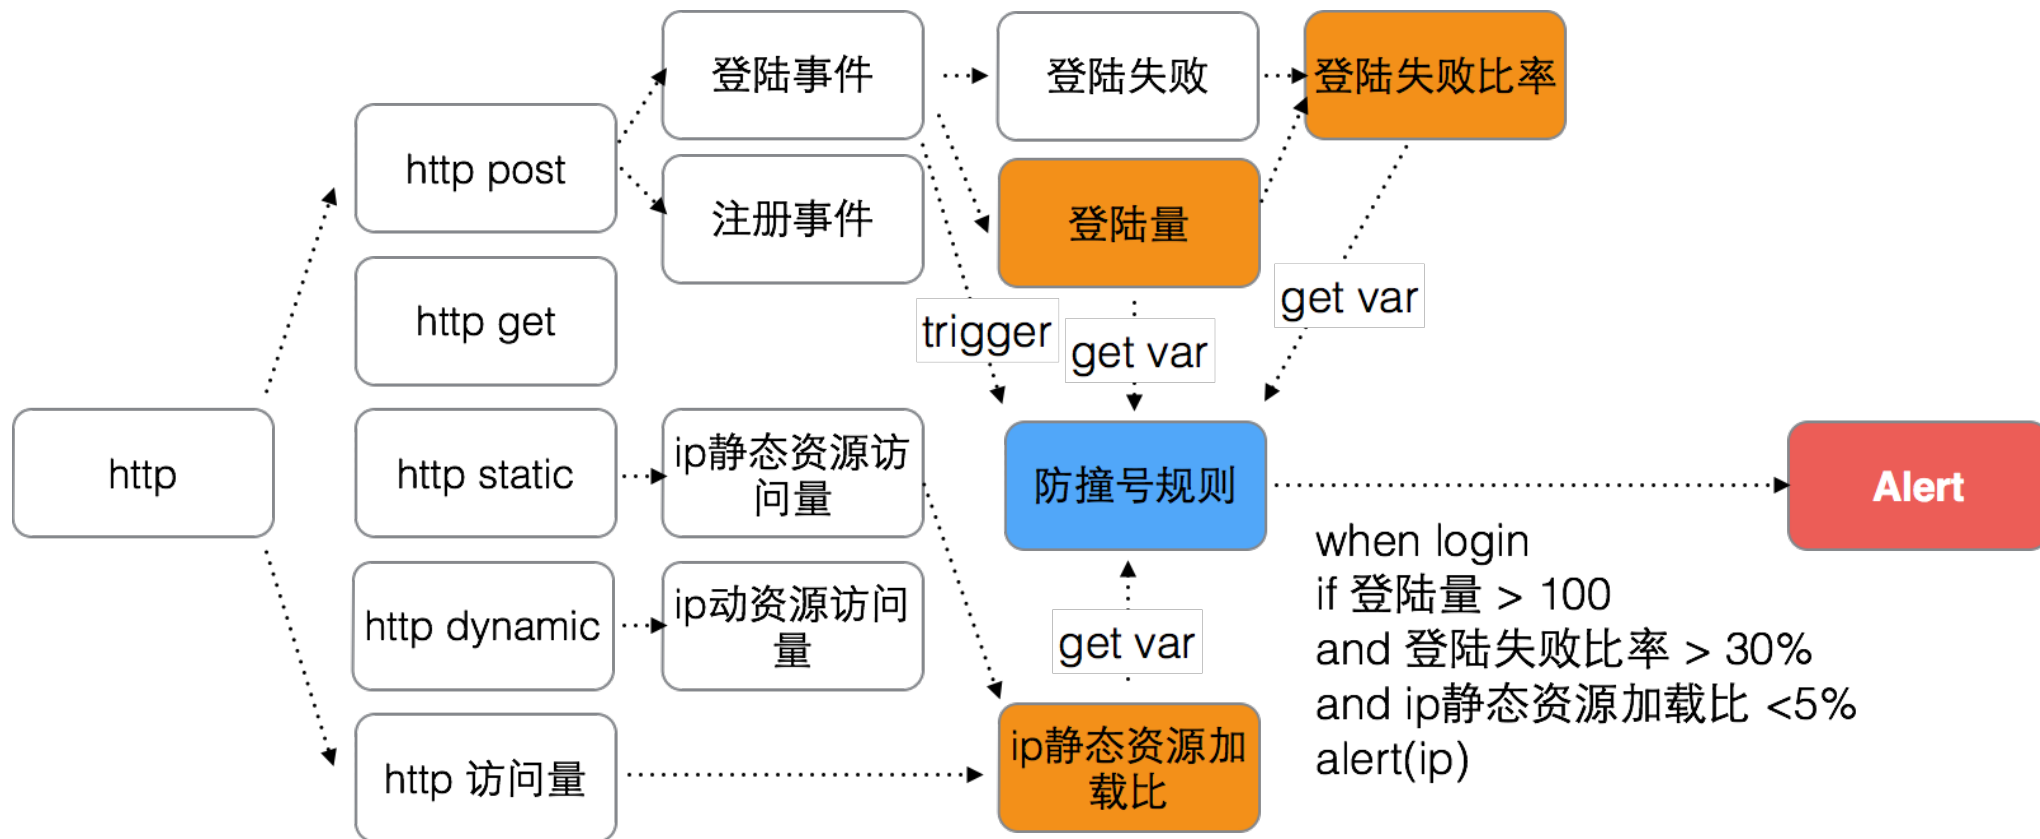 登陆事件
登陆失败
登陆失败比率
http post
注册事件
登陆量
http get
trigger
get var
get var
http
http static
ip静态资源访
问量
防撞号规则
Alert
http dynamic
ip动资源访问
量
get var
when login
if 登陆量 > 100
and 登陆失败比率 > 30%
and ip静态资源加载比 <5%
alert(ip)
http 访问量
ip静态资源加
载比